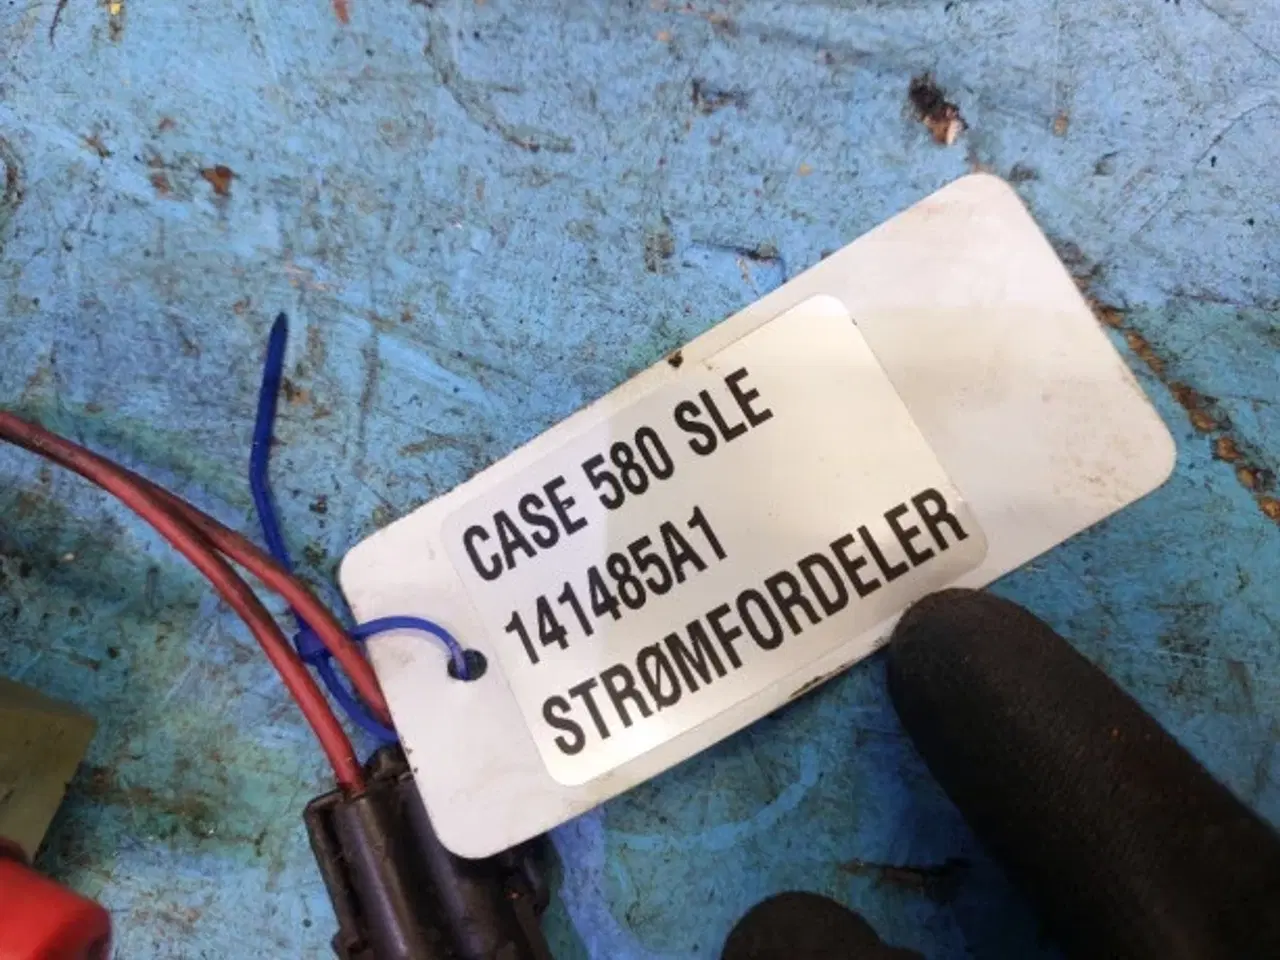 CASE 580 SLE
141485A1
STRØMFORDELER